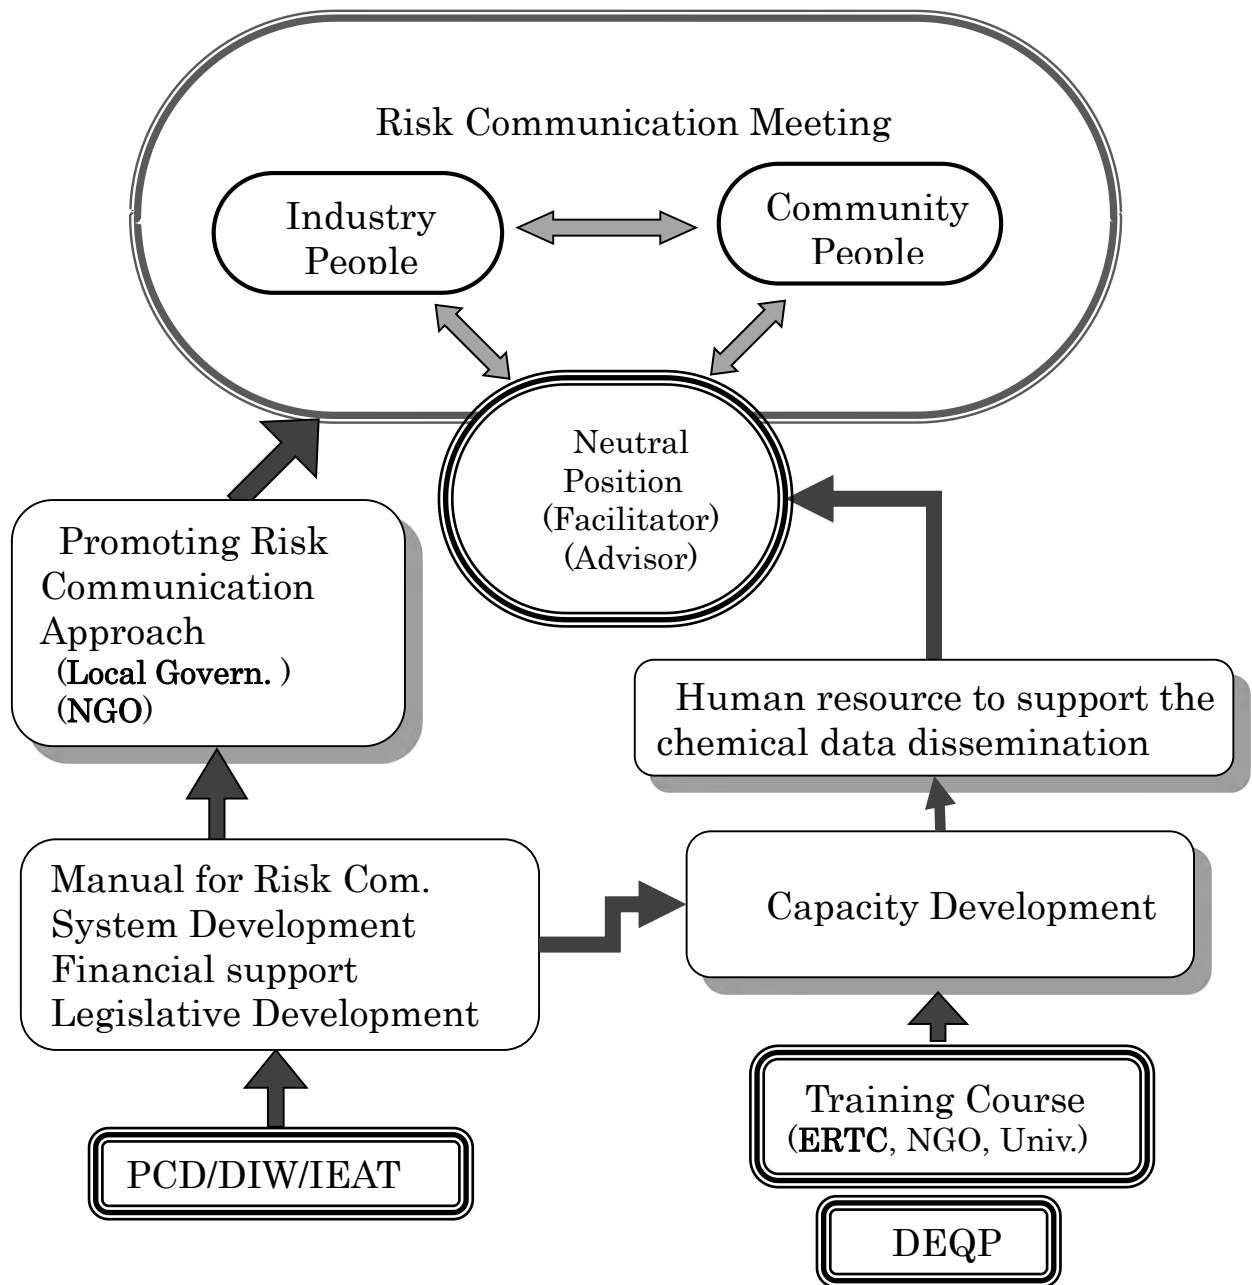 Risk Communication Meeting
Industry
People
Community
People
Neutral
Position
(Facilitator)
(Advisor)
Promoting Risk
Communication
Approach
(Local Govern. )
(NGO)
Human resource to support the
chemical data dissemination
Manual for Risk Com.
System Development
Financial support
Legislative Development
Capacity Development
Training Course
(ERTC, NGO, Univ.)
PCD/DIW/IEAT
DEQP